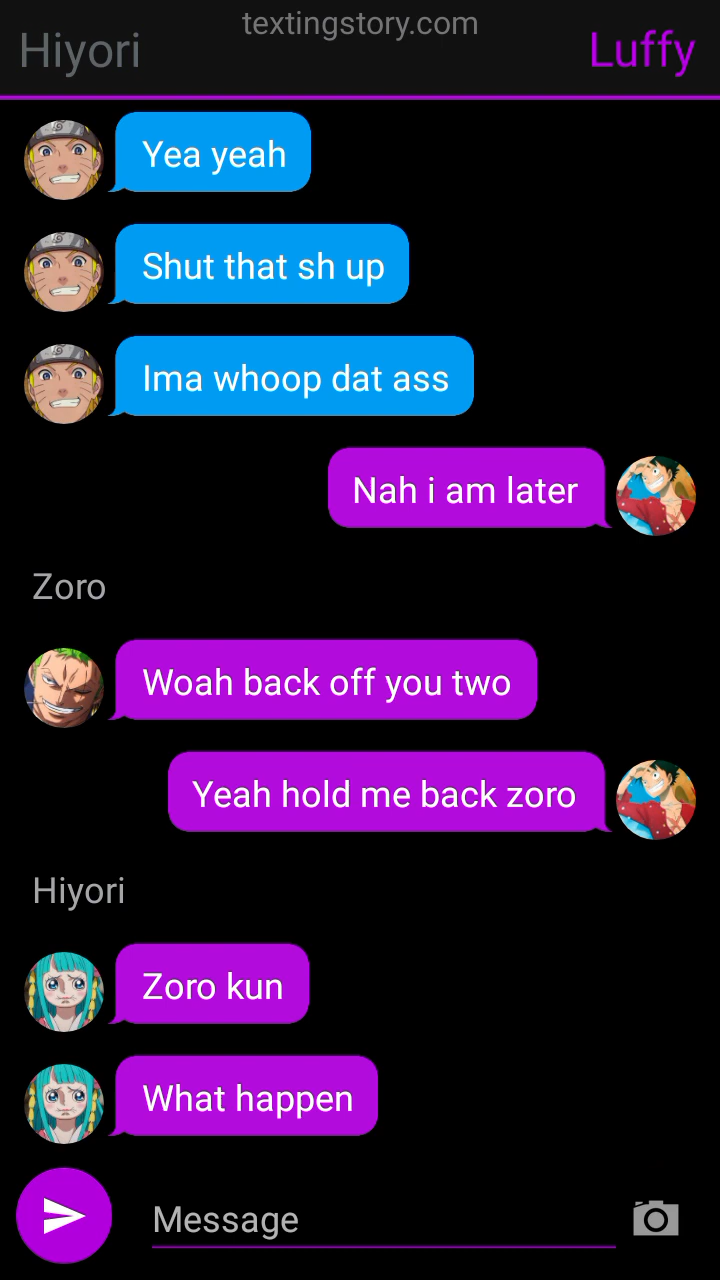 textingstory.com
Hiyori
Luffy
Yea yeah
Shut that sh up
Ima whoop dat ass
Nah i am later
Zoro
Woah back off you two
Yeah hold me back zoro
Hiyori
Zoro kun
What happen
Message